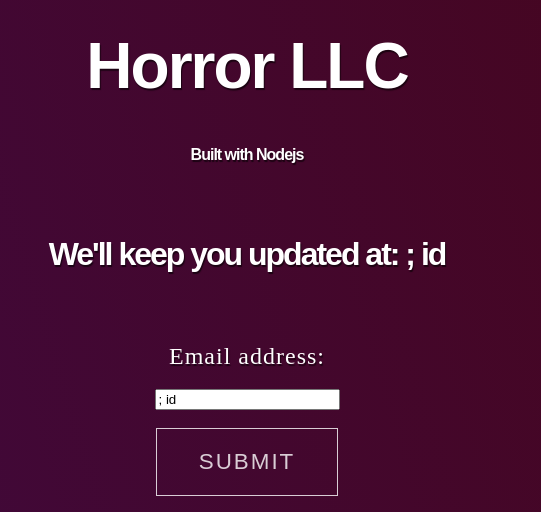 Horror LLC
Built with Nodejs
We'll keep you updated at: ; id
Email address:
; id
SUBMIT